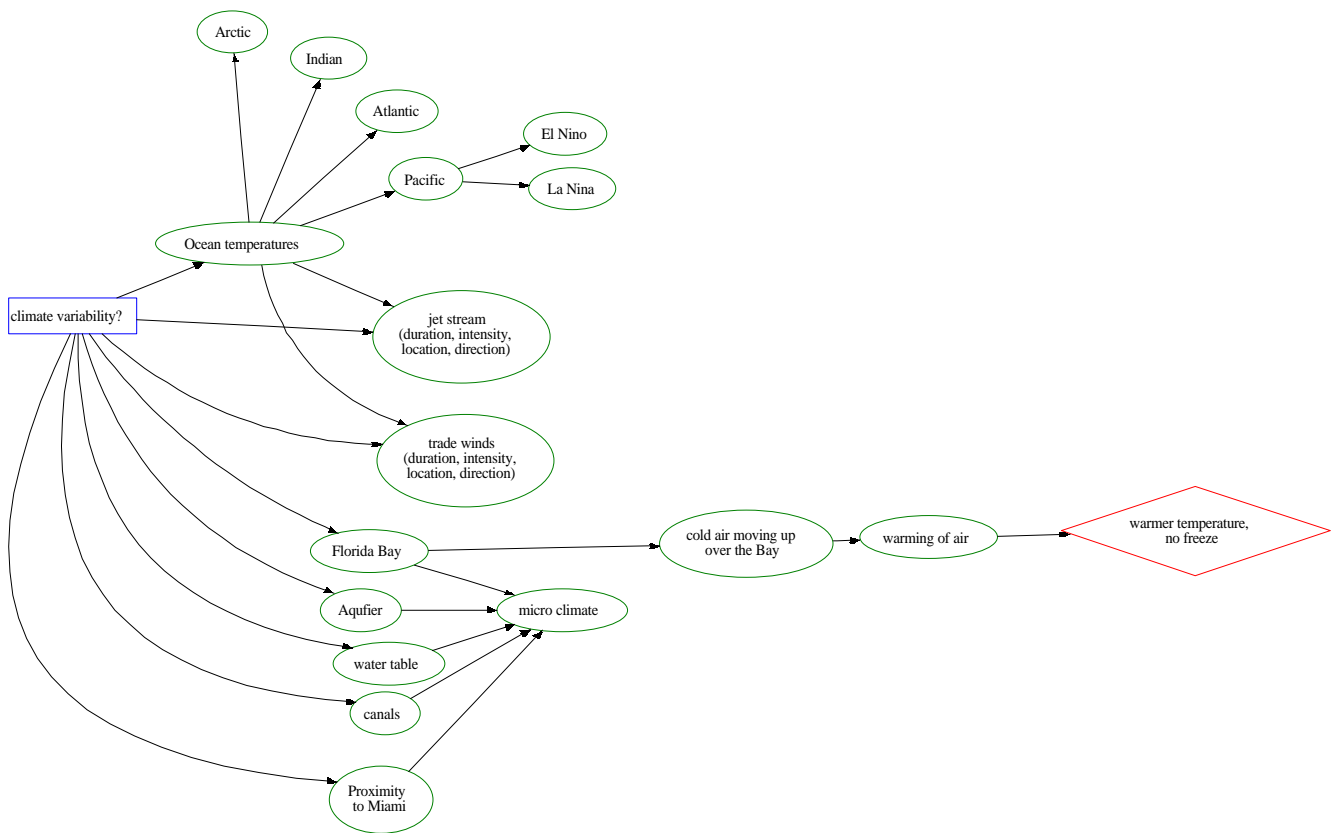 Arctic
Indian
Atlantic
El Nino
Pacific
La Nina
Ocean temperatures
climate variability?
jet stream
(duration, intensity,
location, direction)
trade winds
(duration, intensity,
location, direction)
Florida Bay
cold air moving up
over the Bay
warming of air
warmer temperature,
no freeze
Aqufier
micro climate
water table
canals
Proximity
to Miami